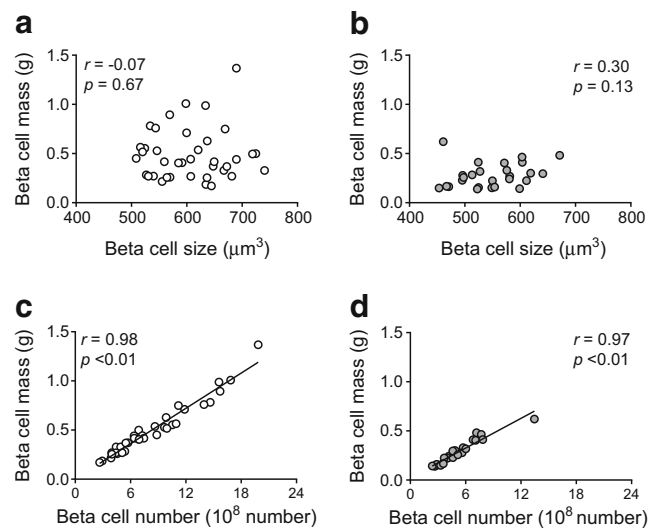 a
b
Beta cell mass (g)
1.5
1.0
0.5
0.0
r = -0.07
p = 0.67
400 500 600 700 800
Beta cell size (μm³)
Beta cell mass (g)
1.5
1.0
0.5
0.0
r = 0.30
p = 0.13
400 500 600 700 800
Beta cell size (μm³)
c
d
Beta cell mass (g)
1.5
1.0
0.5
0.0
r = 0.98
p <0.01
0 6 12 18 24
Beta cell number (10⁸ number)
Beta cell mass (g)
1.5
1.0
0.5
0.0
r = 0.97
p <0.01
0 6 12 18 24
Beta cell number (10⁸ number)